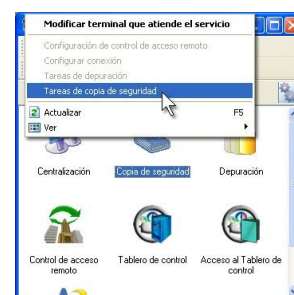 Modificar terminal que atiende el servicio
Configuración de control de acceso remoto
Configurar conexión
Tareas de depuración
Tareas de copia de seguridad
Actualizar F5
Ver
Centralización Copia de seguridad Depuración
Control de acceso remoto Tablero de control Acceso al Tablero de control